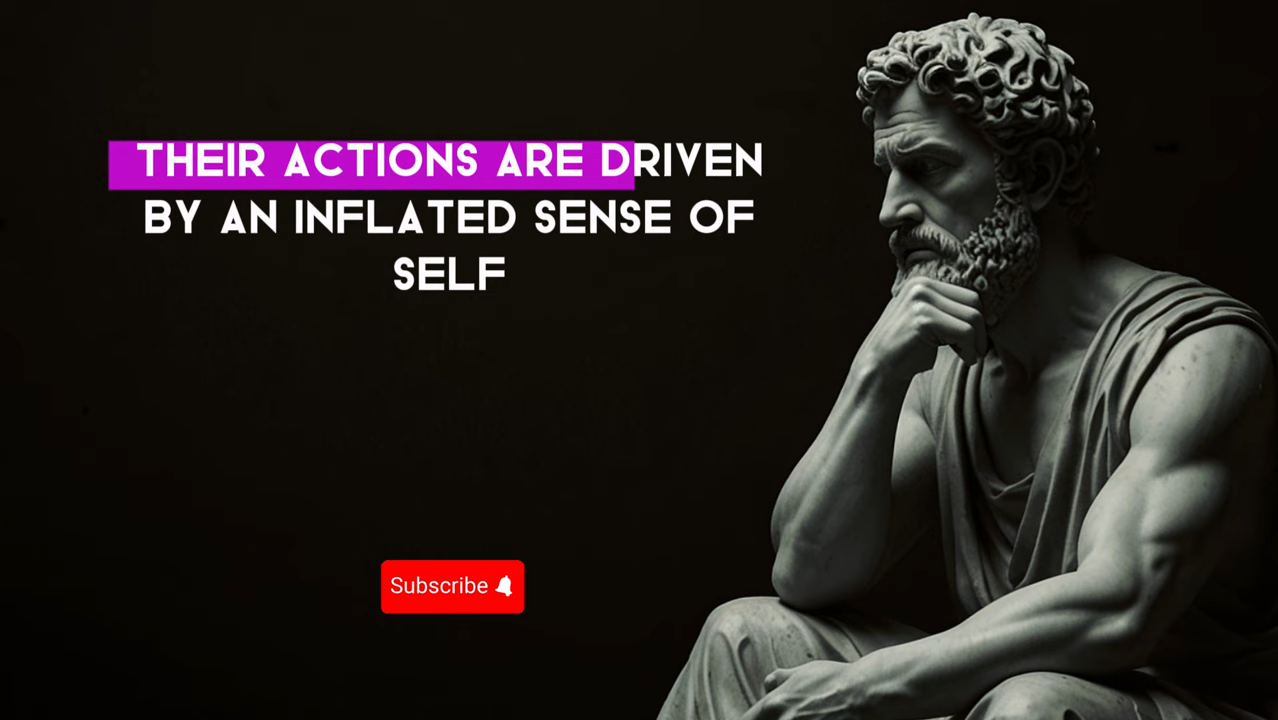 THEIR ACTIONS ARE DRIVEN
BY AN INFLATED SENSE OF
SELF
Subscribe